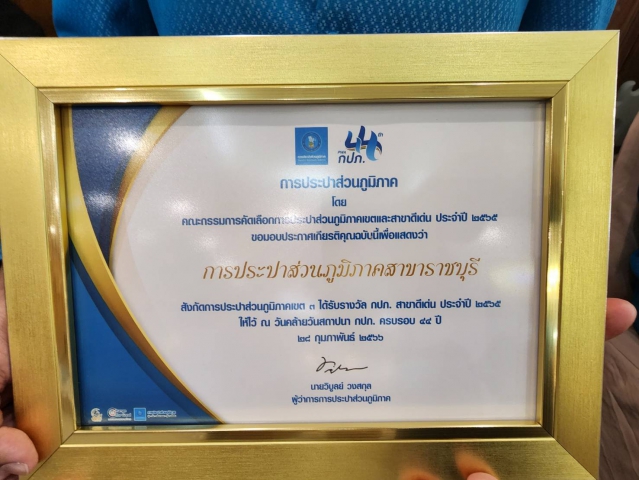 ๔๔ ปี
กปภ.
การประปาส่วนภูมิภาค
โดย
คณะกรรมการคัดเลือกการประปาส่วนภูมิภาคเขตและสาขาดีเด่น ประจำปี ๒๕๖๕
ขอมอบประกาศเกียรติคุณฉบับนี้เพื่อแสดงว่า
การประปาส่วนภูมิภาคสาขาราชบุรี
สังกัดการประปาส่วนภูมิภาคเขต ๓ ได้รับรางวัล กปภ. สาขาดีเด่น ประจำปี ๒๕๖๕
ให้ไว้ ณ วันคล้ายวันสถาปนา กปภ. ครบรอบ ๔๔ ปี
๒๘ กุมภาพันธ์ ๒๕๖๖
นายวิบูลย์ วงสกุล
ผู้ว่าการการประปาส่วนภูมิภาค